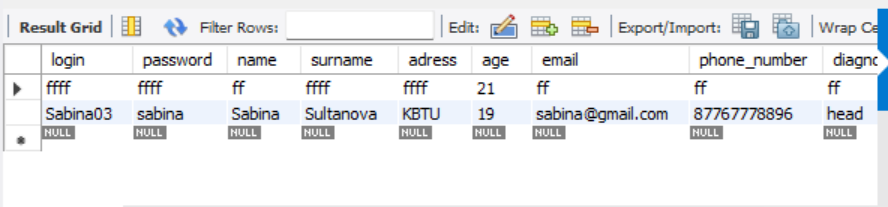 Result Grid Filter Rows: Edit: Export/Import: Wrap Ce
login password name surname adress age email phone_number diagno
ffff ffff ff ffff ffff 21 ff ff ff
Sabina03 sabina Sabina Sultanova KBTU 19 sabina@gmail.com 87767778896 head
NULL NULL NULL NULL NULL NULL NULL NULL NULL